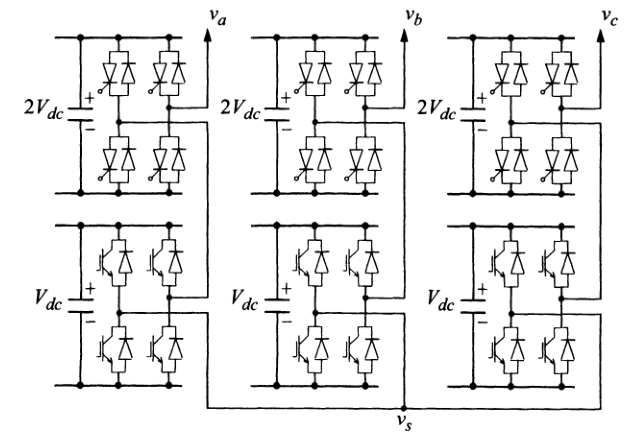 v_a v_b v_c
+ + +
2V_dc 2V_dc 2V_dc
− − −
+ + +
V_dc V_dc V_dc
− − −
v_s